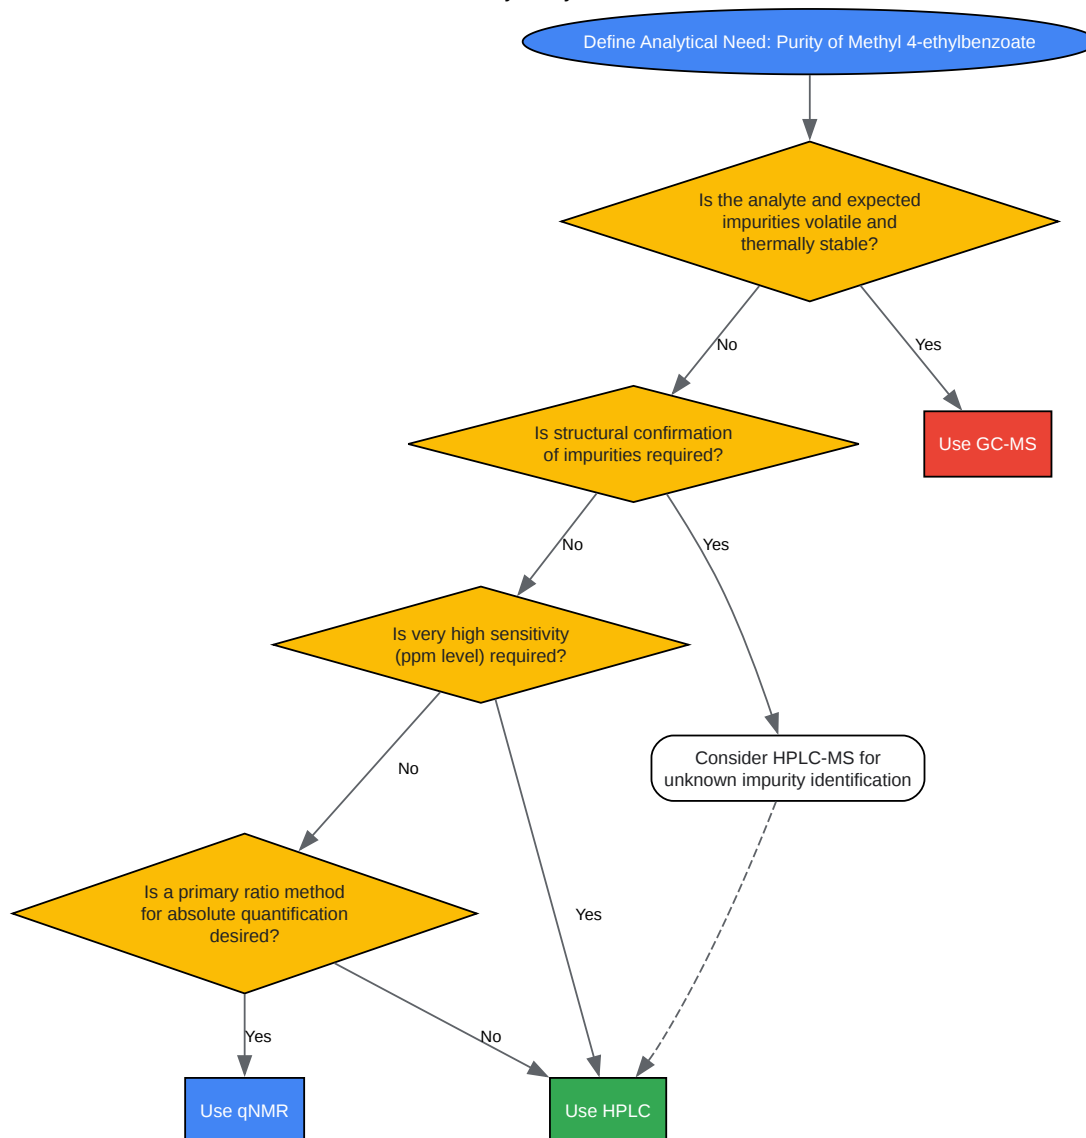 Define Analytical Need: Purity of Methyl 4-ethylbenzoate
Is the analyte and expected
impurities volatile and
thermally stable?
No
Yes
Is structural confirmation
of impurities required?
Use GC-MS
No
Yes
Is very high sensitivity
(ppm level) required?
No
Consider HPLC-MS for
unknown impurity identification
Is a primary ratio method
for absolute quantification
desired?
Yes
Yes
No
Use qNMR
Use HPLC